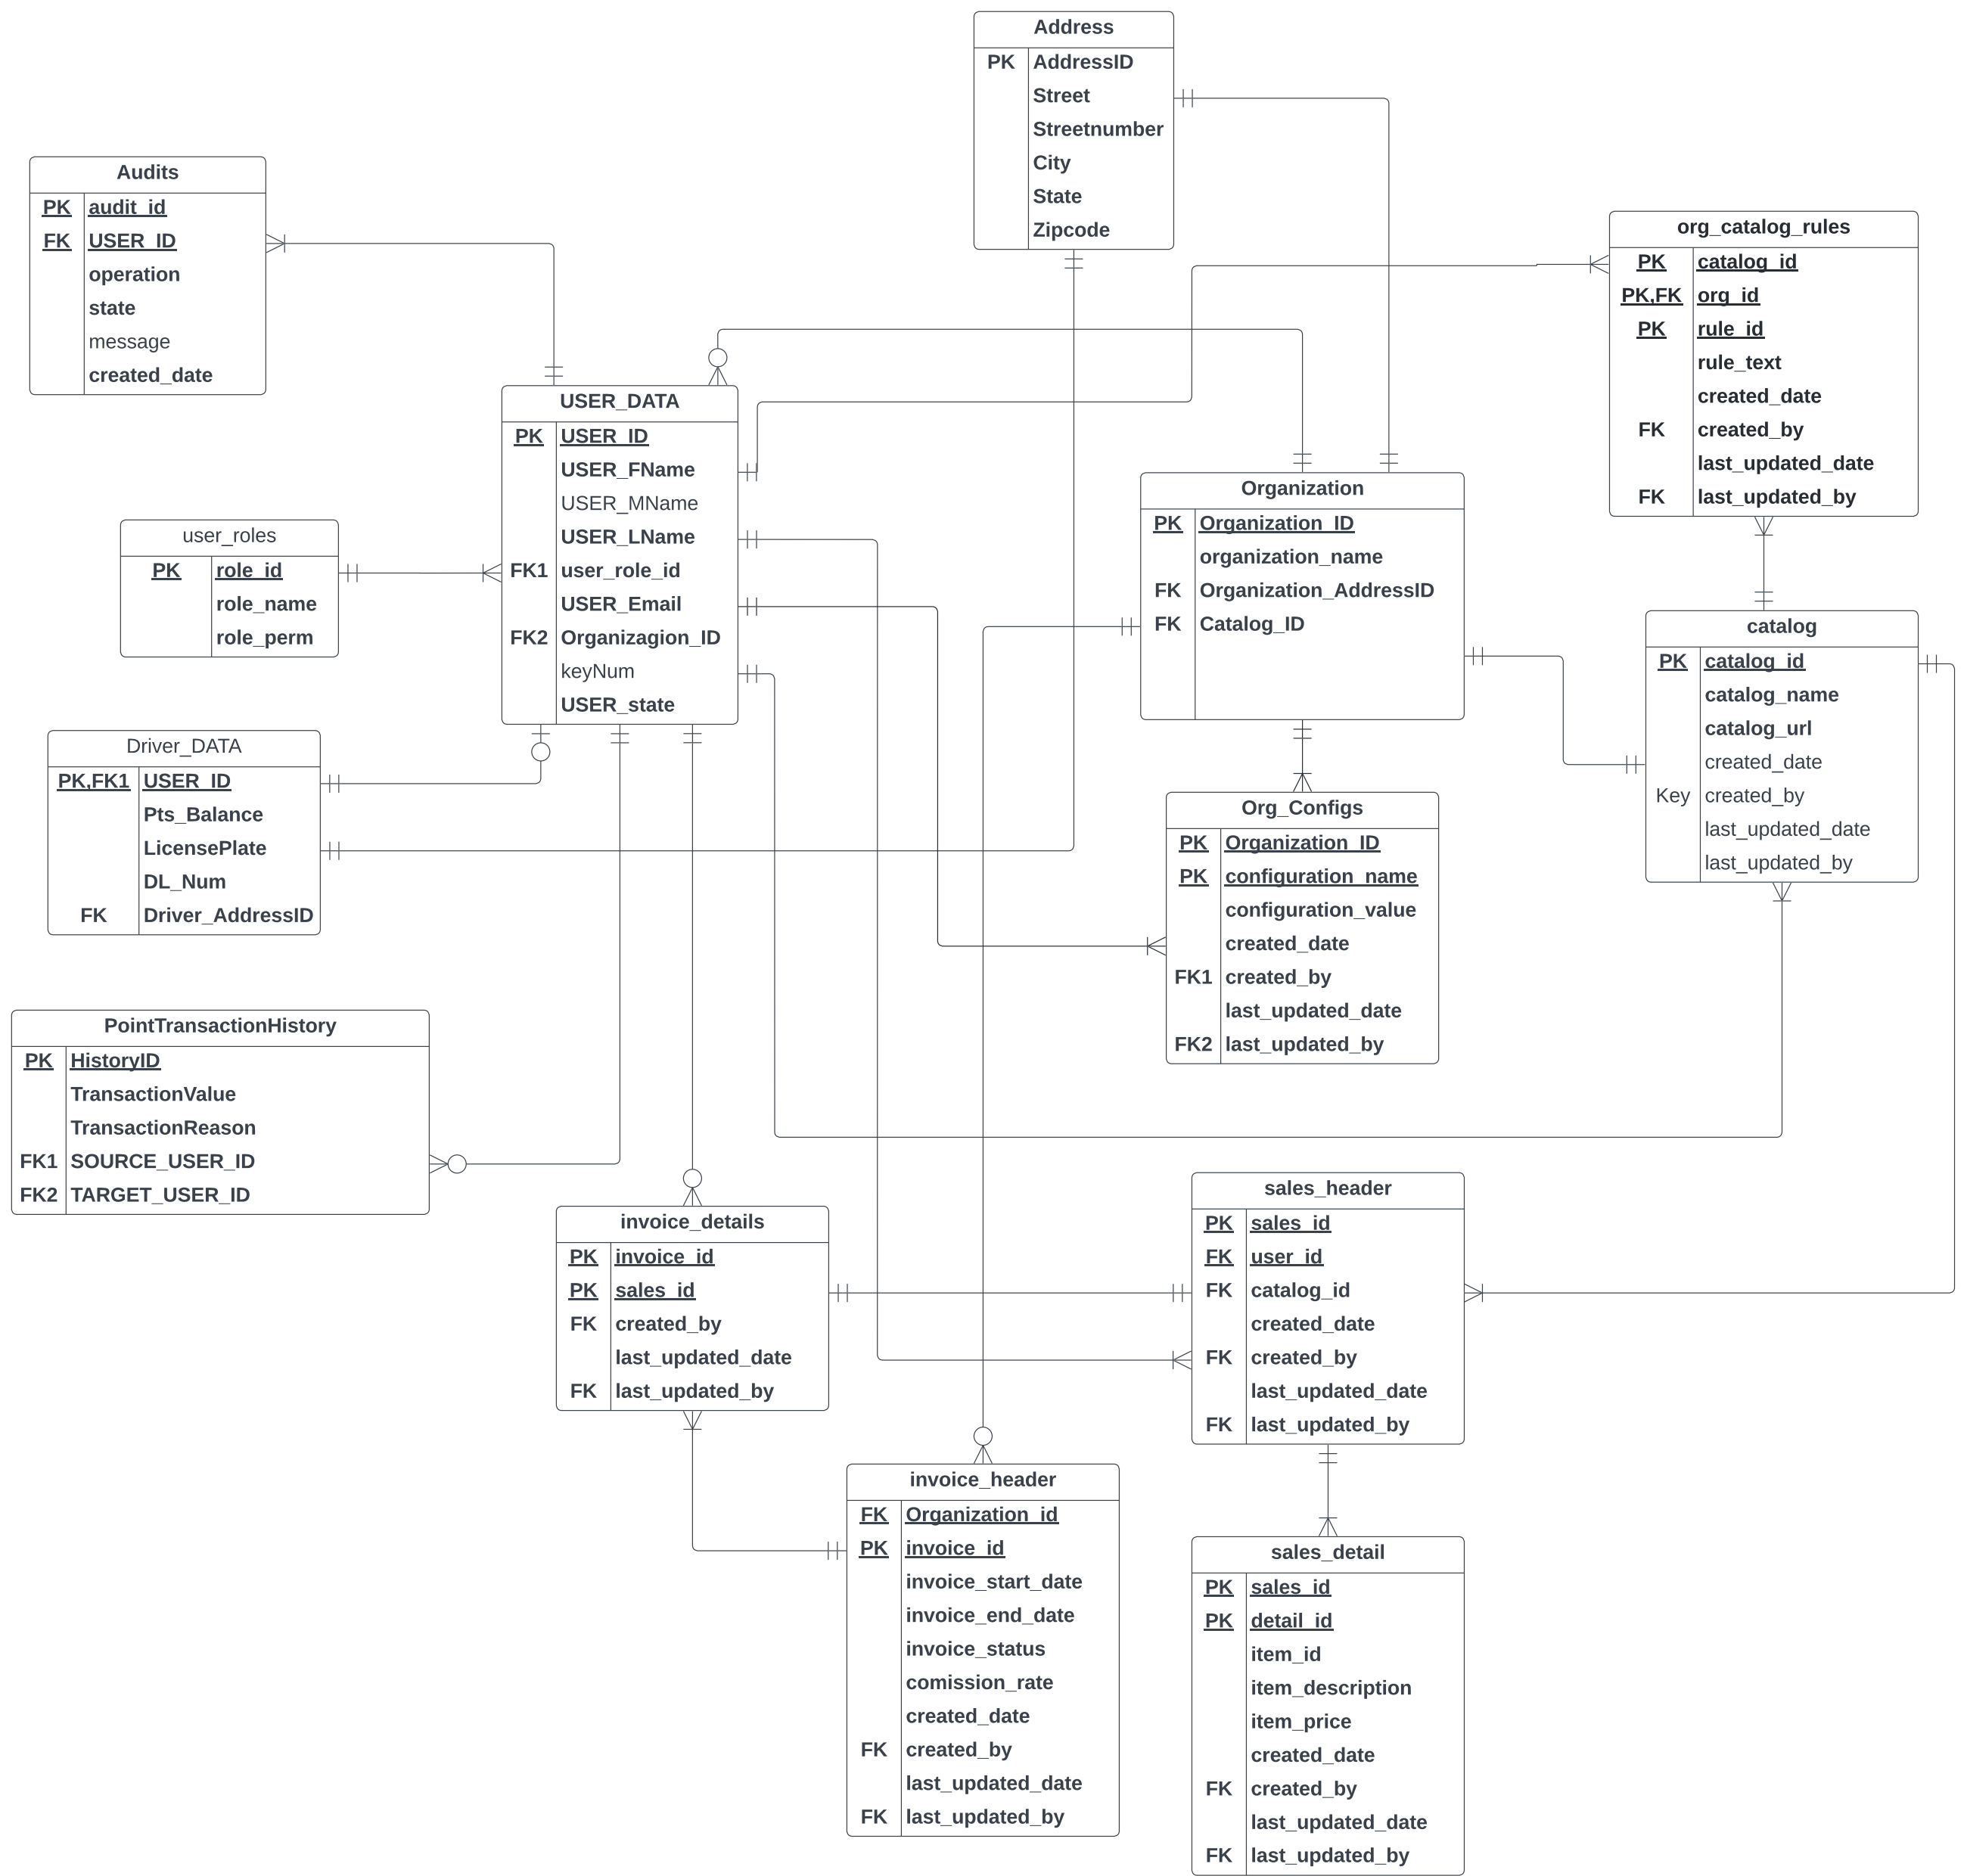 Address
PK AddressID
Street
Streetnumber
City
State
Zipcode
Audits
PK audit_id
FK USER_ID
operation
state
message
created_date
org_catalog_rules
PK catalog_id
PK,FK org_id
PK rule_id
rule_text
created_date
FK created_by
last_updated_date
FK last_updated_by
USER_DATA
PK USER_ID
USER_FName
USER_MName
USER_LName
FK1 user_role_id
USER_Email
FK2 Organizagion_ID
keyNum
USER_state
Organization
PK Organization_ID
organization_name
FK Organization_AddressID
FK Catalog_ID
user_roles
PK role_id
role_name
role_perm
catalog
PK catalog_id
catalog_name
catalog_url
created_date
Key created_by
last_updated_date
last_updated_by
Driver_DATA
PK,FK1 USER_ID
Pts_Balance
LicensePlate
DL_Num
FK Driver_AddressID
Org_Configs
PK Organization_ID
PK configuration_name
configuration_value
created_date
FK1 created_by
last_updated_date
FK2 last_updated_by
PointTransactionHistory
PK HistoryID
TransactionValue
TransactionReason
FK1 SOURCE_USER_ID
FK2 TARGET_USER_ID
sales_header
PK sales_id
FK user_id
FK catalog_id
created_date
FK created_by
last_updated_date
FK last_updated_by
invoice_details
PK invoice_id
PK sales_id
FK created_by
last_updated_date
FK last_updated_by
invoice_header
FK Organization_id
PK invoice_id
invoice_start_date
invoice_end_date
invoice_status
comission_rate
created_date
FK created_by
last_updated_date
FK last_updated_by
sales_detail
PK sales_id
PK detail_id
item_id
item_description
item_price
created_date
FK created_by
last_updated_date
FK last_updated_by